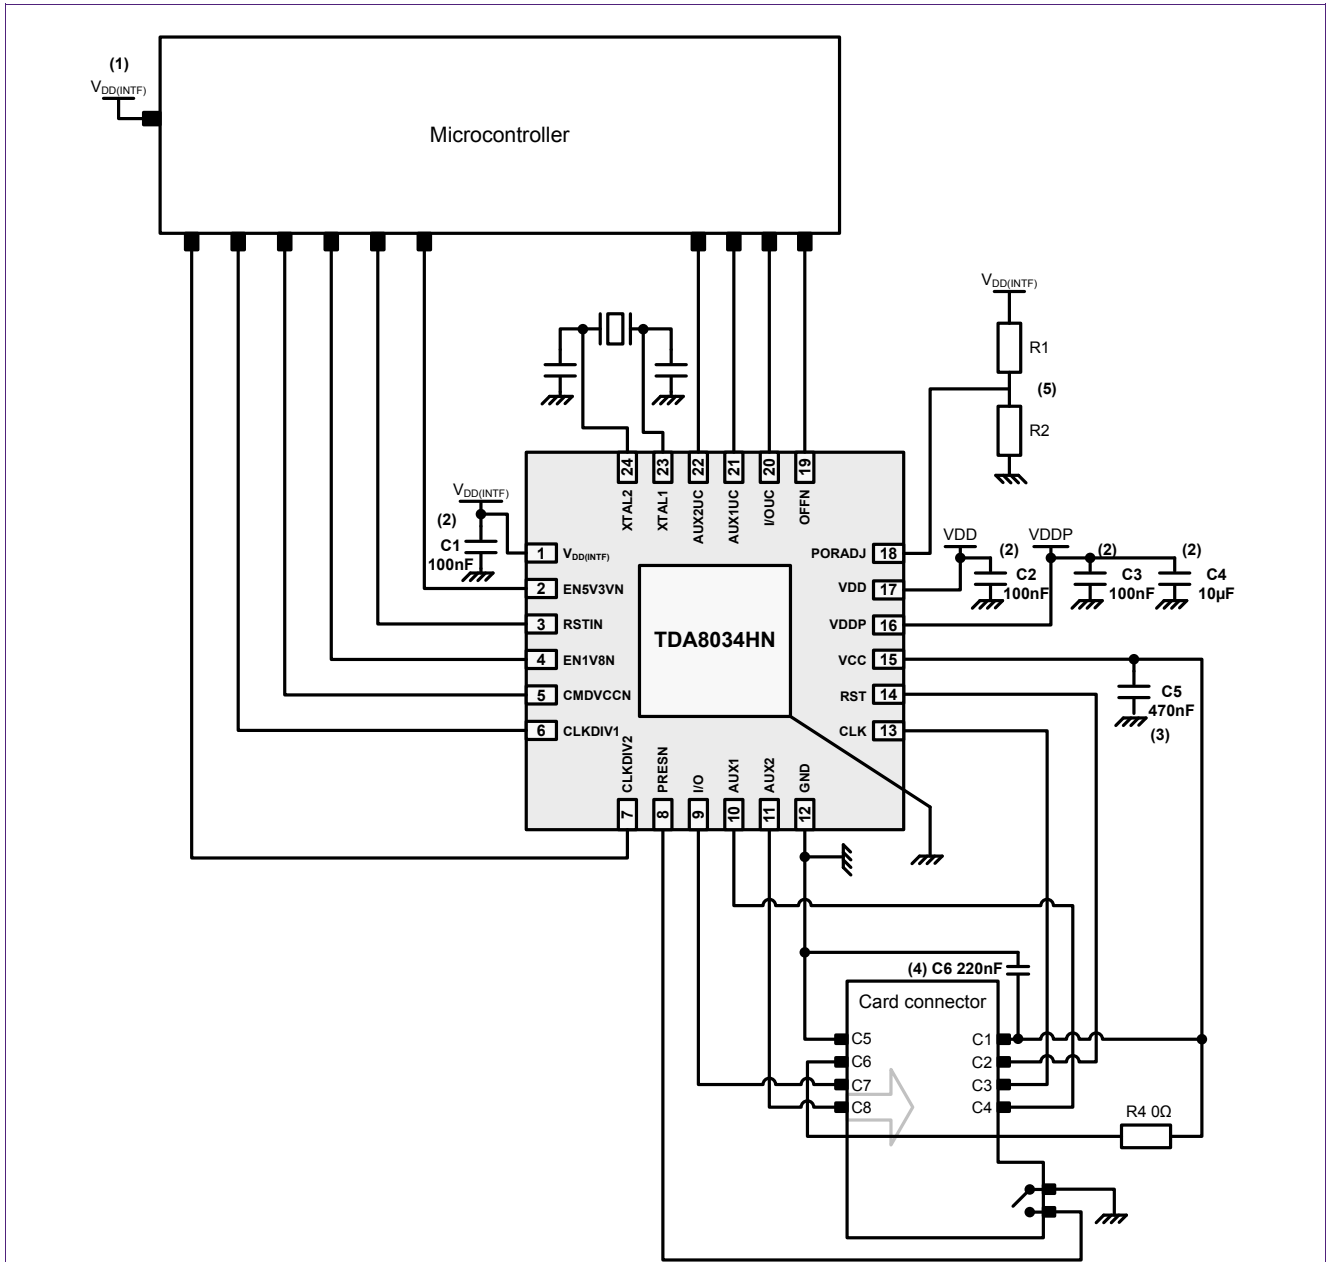 (1)
VDD(INTF)
Microcontroller
VDD(INTF)
R1
(5)
R2
24
23
22
21
20
19
XTAL2
XTAL1
AUX2UC
AUX1UC
I/OUC
OFFN
VDD(INTF)
(2)
C1
100nF
1 VDD(INTF)
2 EN5V3VN
3 RSTIN
4 EN1V8N
5 CMDVCCN
6 CLKDIV1
TDA8034HN
PORADJ 18
VDD 17
VDDP 16
VCC 15
RST 14
CLK 13
VDD
(2)
C2
100nF
VDDP
(2)
C3
100nF
(2)
C4
10µF
C5
470nF
(3)
CLKDIV2
PRESN
I/O
AUX1
AUX2
GND
7
8
9
10
11
12
(4) C6 220nF
Card connector
C5
C6
C7
C8
C1
C2
C3
C4
R4 0Ω